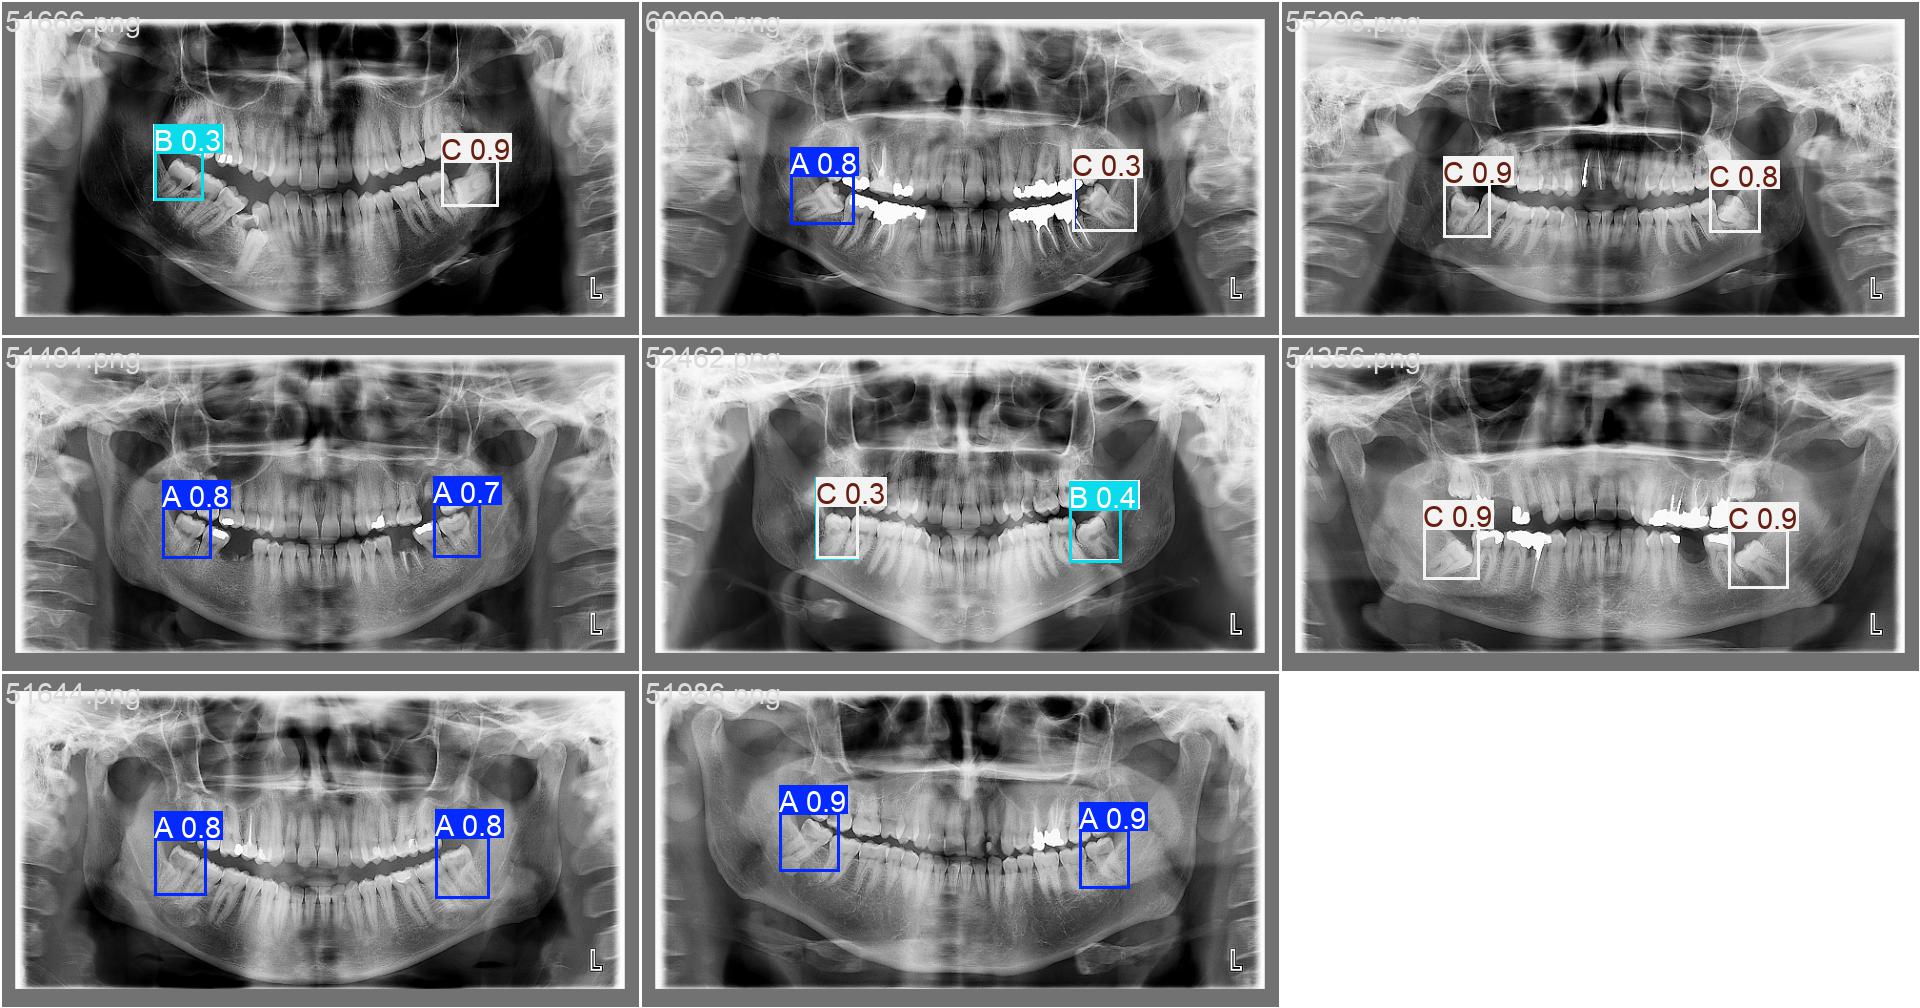 51666.png
B 0.3
C 0.9
L
60999.png
A 0.8
C 0.3
L
55296.png
C 0.9
C 0.8
L
51491.png
A 0.8
A 0.7
L
52462.png
C 0.3
B 0.4
L
54356.png
C 0.9
C 0.9
L
51644.png
A 0.8
A 0.8
L
51986.png
A 0.9
A 0.9
L